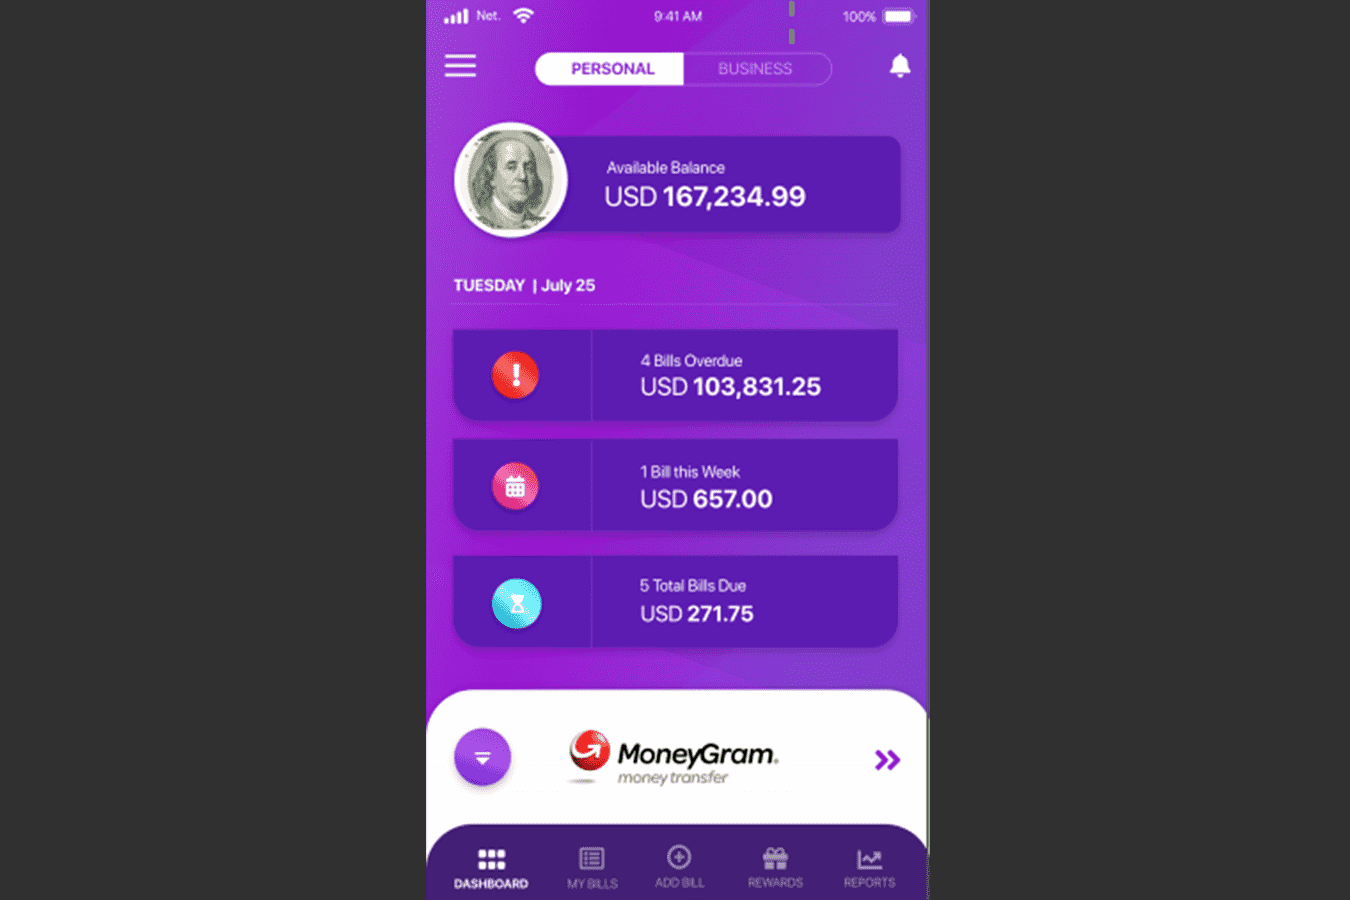 Net. 9:41 AM 100%
PERSONAL BUSINESS
Available Balance
USD 167,234.99
TUESDAY | July 25
4 Bills Overdue
USD 103,831.25
1 Bill this Week
USD 657.00
5 Total Bills Due
USD 271.75
MoneyGram.
money transfer
DASHBOARD MY BILLS ADD BILL REWARDS REPORTS